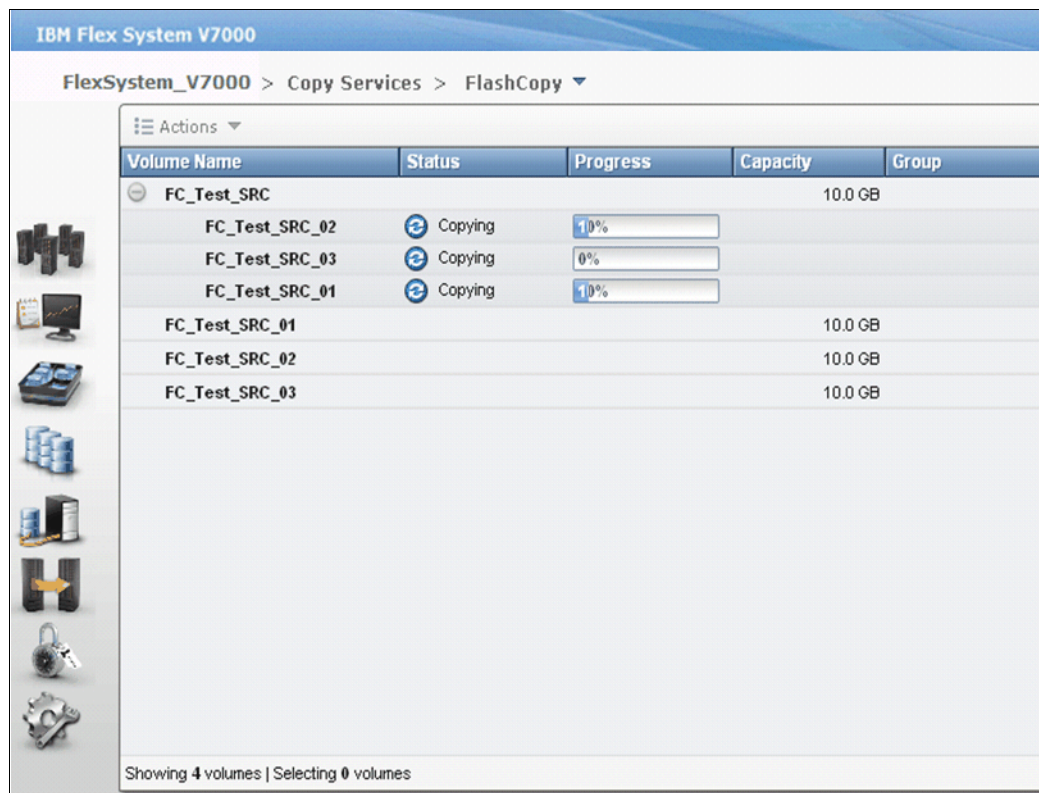 IBM Flex System V7000
FlexSystem_V7000 > Copy Services > FlashCopy
Actions
Volume Name Status Progress Capacity Group
FC_Test_SRC 10.0 GB
FC_Test_SRC_02 Copying 10%
FC_Test_SRC_03 Copying 0%
FC_Test_SRC_01 Copying 10%
FC_Test_SRC_01 10.0 GB
FC_Test_SRC_02 10.0 GB
FC_Test_SRC_03 10.0 GB
Showing 4 volumes | Selecting 0 volumes